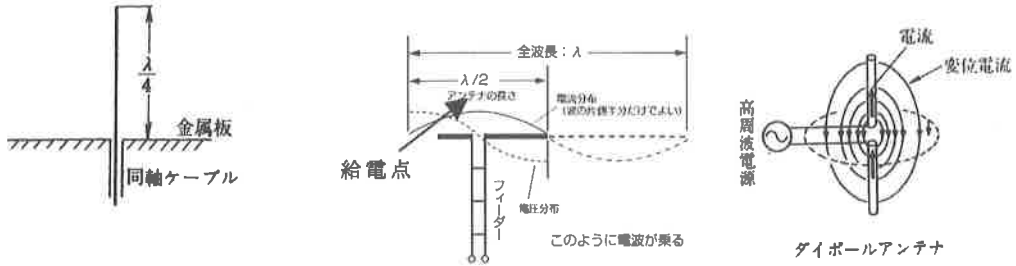 λ/4
金属板
同軸ケーブル
全波長：λ
λ/2
アンテナの長さ
電流分布
(波の片側半分だけでよい)
給電点
フィーダー
電圧分布
このように電波が乗る
電流
変位電流
高周波電源
ダイポールアンテナ